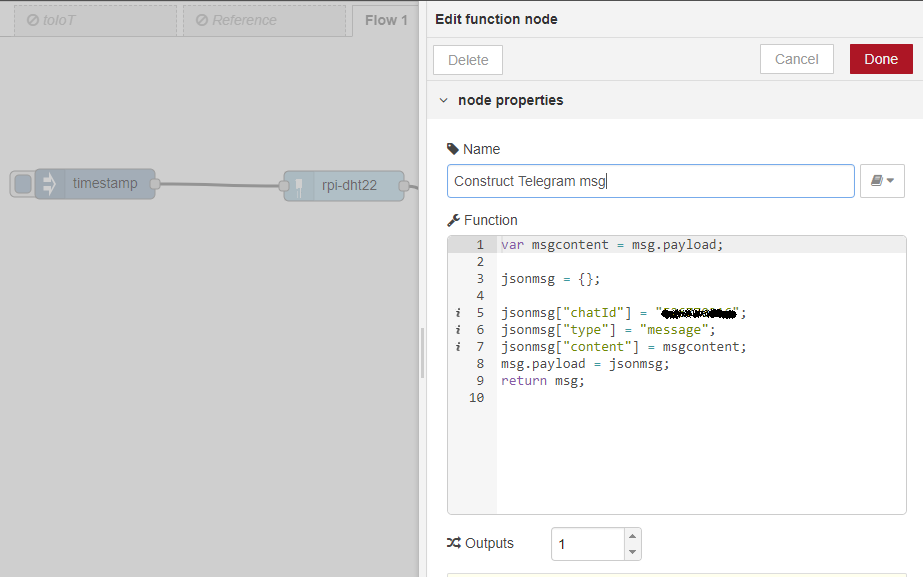 toIoT
Reference
Flow 1
timestamp
rpi-dht22
Edit function node
Delete
Cancel
Done
node properties
Name
Construct Telegram msg
Function
1 var msgcontent = msg.payload;
2
3 jsonmsg = {};
4
i 5 jsonmsg["chatId"] = "";
i 6 jsonmsg["type"] = "message";
i 7 jsonmsg["content"] = msgcontent;
8 msg.payload = jsonmsg;
9 return msg;
10
Outputs
1